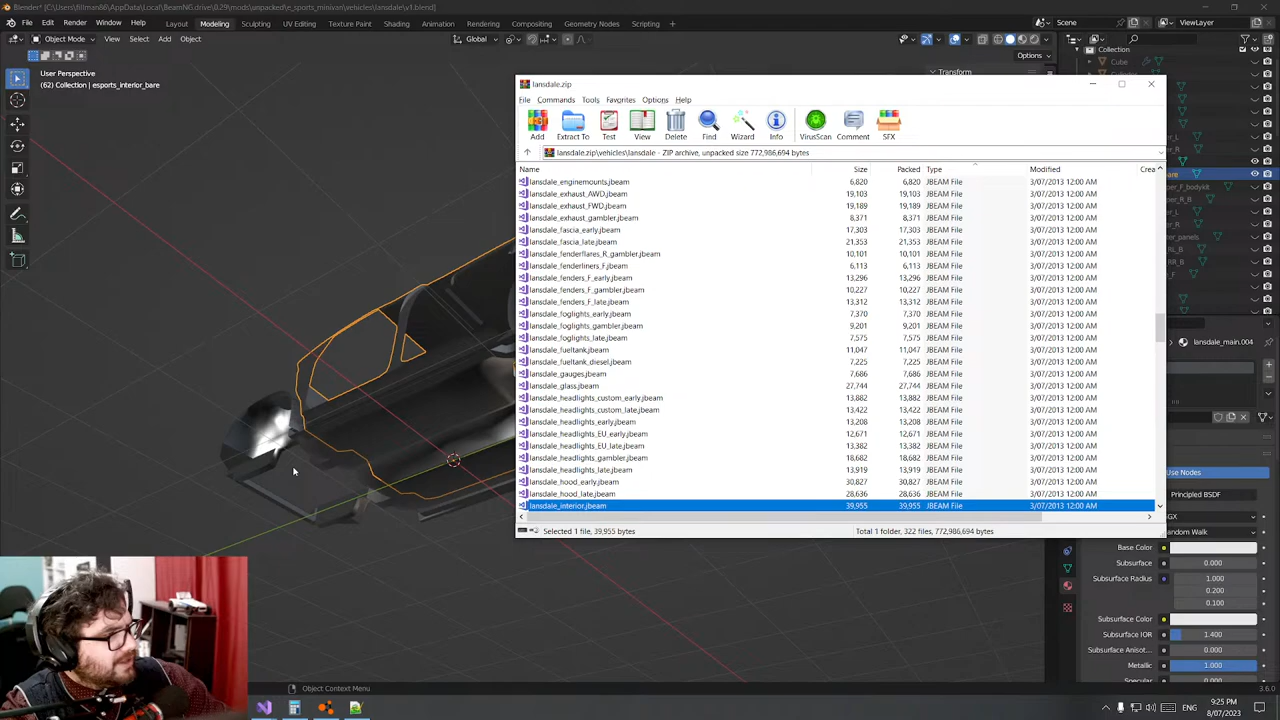 Blender* [C:\Users\fillman86\AppData\Local\BeamNG.drive\0.29\mods\unpacked\e_sports_minivan\vehicles\lansdale\v1.blend]
File Edit Render Window Help Layout Modeling Sculpting UV Editing Texture Paint Shading Animation Rendering Compositing Geometry Nodes Scripting + Scene ViewLayer
Object Mode View Select Add Object Global
Options
User Perspective
(62) Collection | esports_interior_bare
Transform
Collection
Cube
lansdale.zip
File Commands Tools Favorites Options Help
Add Extract To Test View Delete Find Wizard Info VirusScan Comment SFX
lansdale.zip\vehicles\lansdale - ZIP archive, unpacked size 772,986,694 bytes
Name Size Packed Type Modified Crea
lansdale_enginemounts.jbeam 6,820 6,820 JBEAM File 3/07/2013 12:00 AM
lansdale_exhaust_AWD.jbeam 19,103 19,103 JBEAM File 3/07/2013 12:00 AM
lansdale_exhaust_FWD.jbeam 19,189 19,189 JBEAM File 3/07/2013 12:00 AM
lansdale_exhaust_gambler.jbeam 8,371 8,371 JBEAM File 3/07/2013 12:00 AM
lansdale_fascia_early.jbeam 17,303 17,303 JBEAM File 3/07/2013 12:00 AM
lansdale_fascia_late.jbeam 21,353 21,353 JBEAM File 3/07/2013 12:00 AM
lansdale_fenderflares_R_gambler.jbeam 10,101 10,101 JBEAM File 3/07/2013 12:00 AM
lansdale_fenderliners_F.jbeam 6,113 6,113 JBEAM File 3/07/2013 12:00 AM
lansdale_fenders_F_early.jbeam 13,296 13,296 JBEAM File 3/07/2013 12:00 AM
lansdale_fenders_F_gambler.jbeam 10,227 10,227 JBEAM File 3/07/2013 12:00 AM
lansdale_fenders_F_late.jbeam 13,312 13,312 JBEAM File 3/07/2013 12:00 AM
lansdale_foglights_early.jbeam 7,370 7,370 JBEAM File 3/07/2013 12:00 AM
lansdale_foglights_gambler.jbeam 9,201 9,201 JBEAM File 3/07/2013 12:00 AM
lansdale_foglights_late.jbeam 7,575 7,575 JBEAM File 3/07/2013 12:00 AM
lansdale_fueltank.jbeam 11,047 11,047 JBEAM File 3/07/2013 12:00 AM
lansdale_fueltank_diesel.jbeam 7,225 7,225 JBEAM File 3/07/2013 12:00 AM
lansdale_gauges.jbeam 7,686 7,686 JBEAM File 3/07/2013 12:00 AM
lansdale_glass.jbeam 27,744 27,744 JBEAM File 3/07/2013 12:00 AM
lansdale_headlights_custom_early.jbeam 13,882 13,882 JBEAM File 3/07/2013 12:00 AM
lansdale_headlights_custom_late.jbeam 13,422 13,422 JBEAM File 3/07/2013 12:00 AM
lansdale_headlights_early.jbeam 13,208 13,208 JBEAM File 3/07/2013 12:00 AM
lansdale_headlights_EU_early.jbeam 12,671 12,671 JBEAM File 3/07/2013 12:00 AM
lansdale_headlights_EU_late.jbeam 13,382 13,382 JBEAM File 3/07/2013 12:00 AM
lansdale_headlights_gambler.jbeam 18,682 18,682 JBEAM File 3/07/2013 12:00 AM
lansdale_headlights_late.jbeam 13,919 13,919 JBEAM File 3/07/2013 12:00 AM
lansdale_hood_early.jbeam 30,827 30,827 JBEAM File 3/07/2013 12:00 AM
lansdale_hood_late.jbeam 28,636 28,636 JBEAM File 3/07/2013 12:00 AM
lansdale_interior.jbeam 39,955 39,955 JBEAM File 3/07/2013 12:00 AM
Selected 1 file, 39,955 bytes Total 1 folder, 322 files, 772,986,694 bytes
are
er_F_bodykit
er_L
er_R
tor_panels
lansdale_main.004
Use Nodes
Principled BSDF
GGX
Random Walk
Base Color
Subsurface 0.000
Subsurface Radius 1.000
0.200
0.100
Subsurface Color
Subsurface IOR 1.400
Subsurface Anisot... 0.000
Metallic 1.000
Specular
Object Context Menu
3.6.0
ENG 9:25 PM
8/07/2023